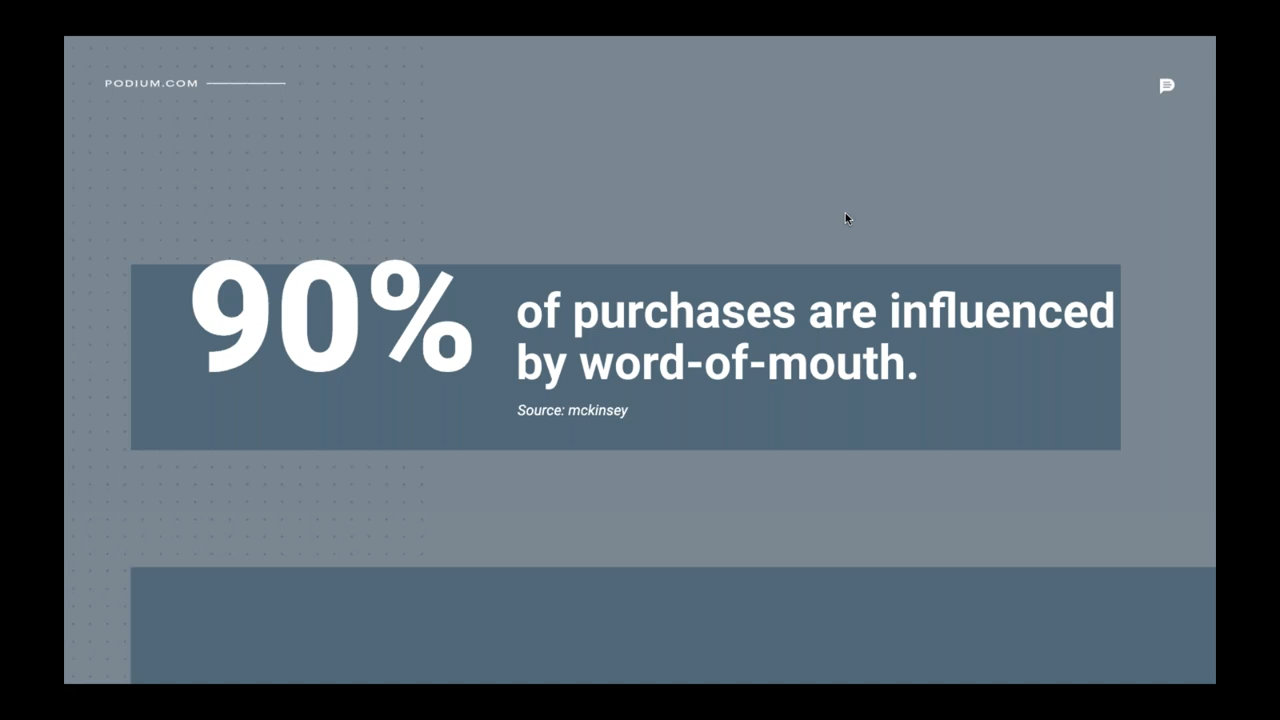 PODIUM.COM
90%
of purchases are influenced
by word-of-mouth.
Source: mckinsey